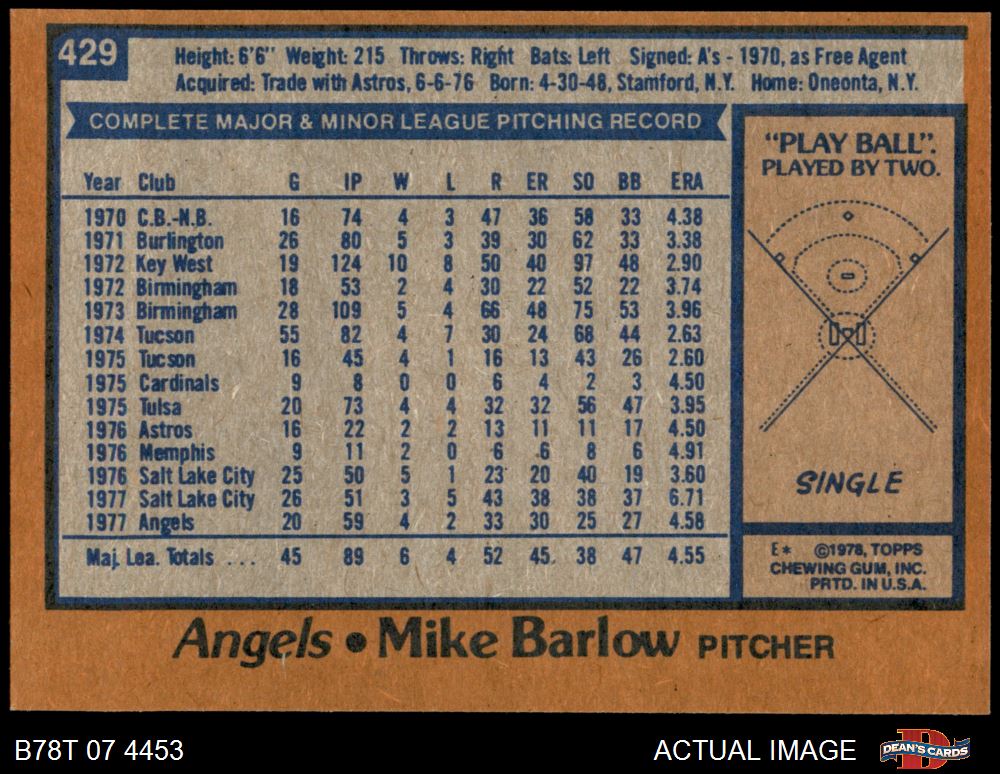 429
Height: 6'6" Weight: 215 Throws: Right Bats: Left Signed: A's - 1970, as Free Agent
Acquired: Trade with Astros, 6-6-76 Born: 4-30-48, Stamford, N.Y. Home: Oneonta, N.Y.
COMPLETE MAJOR & MINOR LEAGUE PITCHING RECORD
Year Club G IP W L R ER SO BB ERA
1970 C.B.-N.B. 16 74 4 3 47 36 58 33 4.38
1971 Burlington 26 80 5 3 39 30 62 33 3.38
1972 Key West 19 124 10 8 50 40 97 48 2.90
1972 Birmingham 18 53 2 4 30 22 52 22 3.74
1973 Birmingham 28 109 5 4 66 48 75 53 3.96
1974 Tucson 55 82 4 7 30 24 68 44 2.63
1975 Tucson 16 45 4 1 16 13 43 26 2.60
1975 Cardinals 9 8 0 0 6 4 2 3 4.50
1975 Tulsa 20 73 4 4 32 32 56 47 3.95
1976 Astros 16 22 2 2 13 11 11 17 4.50
1976 Memphis 9 11 2 0 6 6 8 6 4.91
1976 Salt Lake City 25 50 5 1 23 20 40 19 3.60
1977 Salt Lake City 26 51 3 5 43 38 38 37 6.71
1977 Angels 20 59 4 2 33 30 25 27 4.58
Maj. Lea. Totals ... 45 89 6 4 52 45 38 47 4.55
"PLAY BALL".
PLAYED BY TWO.
SINGLE
E* ©1978, TOPPS
CHEWING GUM, INC.
PRTD. IN U.S.A.
Angels • Mike Barlow PITCHER
B78T 07 4453
ACTUAL IMAGE
DEAN'S CARDS